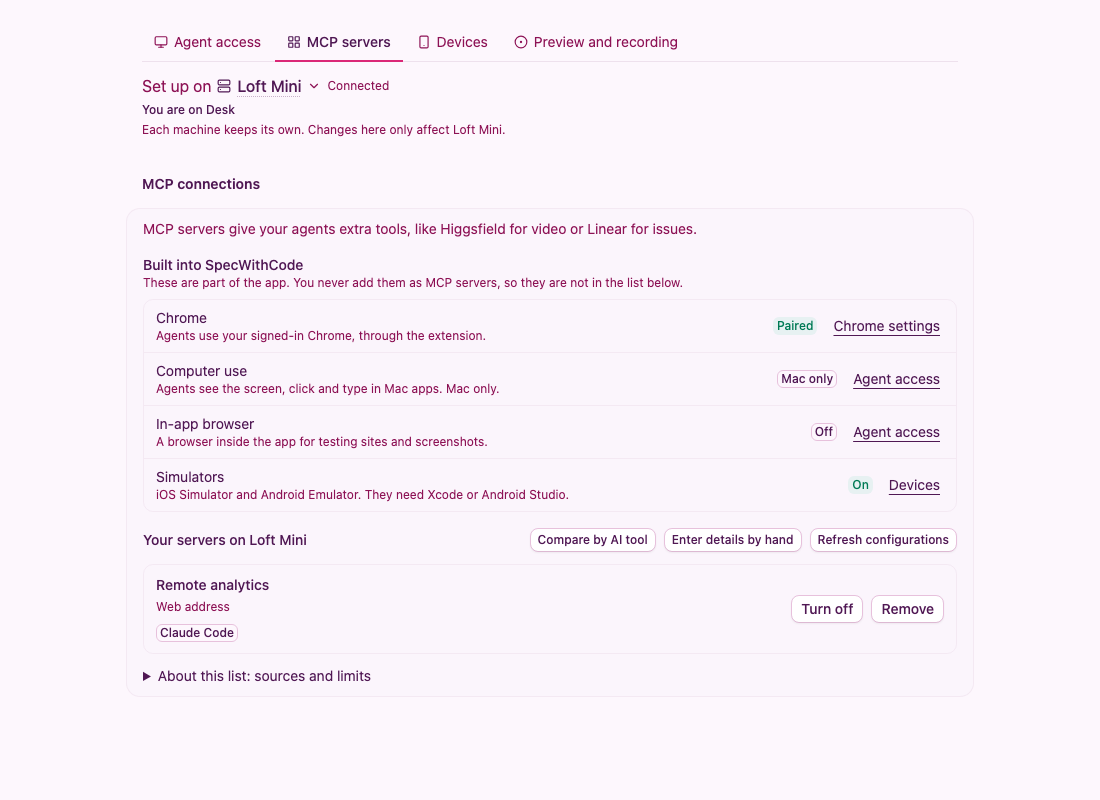 Agent access
MCP servers
Devices
Preview and recording
Set up on Loft Mini Connected
You are on Desk
Each machine keeps its own. Changes here only affect Loft Mini.
MCP connections
MCP servers give your agents extra tools, like Higgsfield for video or Linear for issues.
Built into SpecWithCode
These are part of the app. You never add them as MCP servers, so they are not in the list below.
Chrome
Agents use your signed-in Chrome, through the extension.
Paired
Chrome settings
Computer use
Agents see the screen, click and type in Mac apps. Mac only.
Mac only
Agent access
In-app browser
A browser inside the app for testing sites and screenshots.
Off
Agent access
Simulators
iOS Simulator and Android Emulator. They need Xcode or Android Studio.
On
Devices
Your servers on Loft Mini
Compare by AI tool
Enter details by hand
Refresh configurations
Remote analytics
Web address
Claude Code
Turn off
Remove
About this list: sources and limits